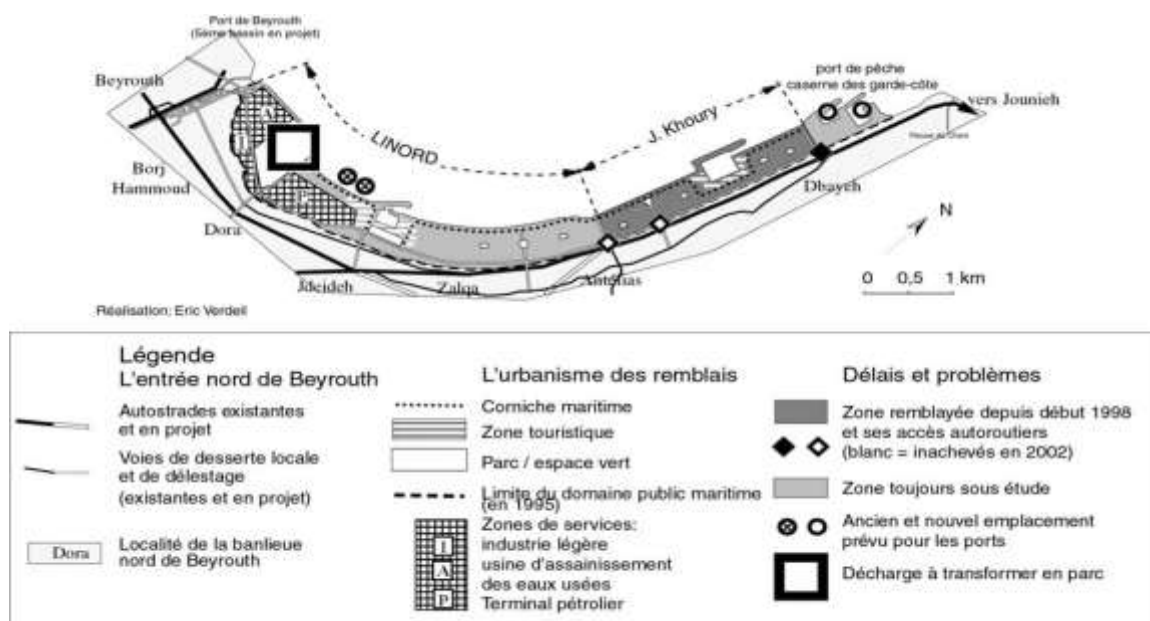 Port de Beyrouth
(5ème bassin en projet)
Beyrouth
port de pêche
caserne des garde-côte
vers Jounieh
LINORD
J. Khoury
A
I
P
Borj
Hammoud
Dora
Dbayeh
N
Jdeideh
Zalqa
Antelias
0 0,5 1 km
Réalisation: Eric Verdeil
Légende
L'entrée nord de Beyrouth
Autostrades existantes
et en projet
Voies de desserte locale
et de délestage
(existantes et en projet)
Dora
Localité de la banlieue
nord de Beyrouth
L'urbanisme des remblais
Corniche maritime
Zone touristique
Parc / espace vert
Limite du domaine public maritime
(en 1995)
Zones de services:
I
industrie légère
A
usine d'assainissement
des eaux usées
P
Terminal pétrolier
Délais et problèmes
Zone remblayée depuis début 1998
et ses accès autoroutiers
(blanc = inachevés en 2002)
Zone toujours sous étude
Ancien et nouvel emplacement
prévu pour les ports
Décharge à transformer en parc